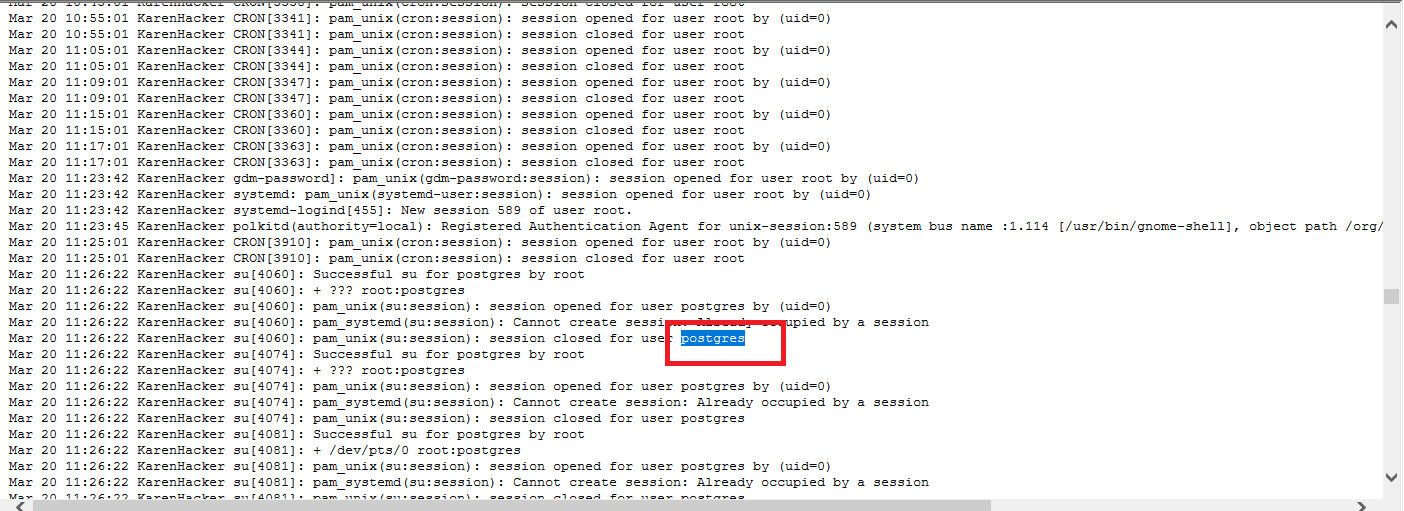 Mar 20 10:45:01 KarenHacker CRON[3338]: pam_unix(cron:session): session closed for user root
Mar 20 10:55:01 KarenHacker CRON[3341]: pam_unix(cron:session): session opened for user root by (uid=0)
Mar 20 10:55:01 KarenHacker CRON[3341]: pam_unix(cron:session): session closed for user root
Mar 20 11:05:01 KarenHacker CRON[3344]: pam_unix(cron:session): session opened for user root by (uid=0)
Mar 20 11:05:01 KarenHacker CRON[3344]: pam_unix(cron:session): session closed for user root
Mar 20 11:09:01 KarenHacker CRON[3347]: pam_unix(cron:session): session opened for user root by (uid=0)
Mar 20 11:09:01 KarenHacker CRON[3347]: pam_unix(cron:session): session closed for user root
Mar 20 11:15:01 KarenHacker CRON[3360]: pam_unix(cron:session): session opened for user root by (uid=0)
Mar 20 11:15:01 KarenHacker CRON[3360]: pam_unix(cron:session): session closed for user root
Mar 20 11:17:01 KarenHacker CRON[3363]: pam_unix(cron:session): session opened for user root by (uid=0)
Mar 20 11:17:01 KarenHacker CRON[3363]: pam_unix(cron:session): session closed for user root
Mar 20 11:23:42 KarenHacker gdm-password]: pam_unix(gdm-password:session): session opened for user root by (uid=0)
Mar 20 11:23:42 KarenHacker systemd: pam_unix(systemd-user:session): session opened for user root by (uid=0)
Mar 20 11:23:42 KarenHacker systemd-logind[455]: New session 589 of user root.
Mar 20 11:23:45 KarenHacker polkitd(authority=local): Registered Authentication Agent for unix-session:589 (system bus name :1.114 [/usr/bin/gnome-shell], object path /org/
Mar 20 11:25:01 KarenHacker CRON[3910]: pam_unix(cron:session): session opened for user root by (uid=0)
Mar 20 11:25:01 KarenHacker CRON[3910]: pam_unix(cron:session): session closed for user root
Mar 20 11:26:22 KarenHacker su[4060]: Successful su for postgres by root
Mar 20 11:26:22 KarenHacker su[4060]: + ??? root:postgres
Mar 20 11:26:22 KarenHacker su[4060]: pam_unix(su:session): session opened for user postgres by (uid=0)
Mar 20 11:26:22 KarenHacker su[4060]: pam_systemd(su:session): Cannot create session: Already occupied by a session
Mar 20 11:26:22 KarenHacker su[4060]: pam_unix(su:session): session closed for user postgres
Mar 20 11:26:22 KarenHacker su[4074]: Successful su for postgres by root
Mar 20 11:26:22 KarenHacker su[4074]: + ??? root:postgres
Mar 20 11:26:22 KarenHacker su[4074]: pam_unix(su:session): session opened for user postgres by (uid=0)
Mar 20 11:26:22 KarenHacker su[4074]: pam_systemd(su:session): Cannot create session: Already occupied by a session
Mar 20 11:26:22 KarenHacker su[4074]: pam_unix(su:session): session closed for user postgres
Mar 20 11:26:22 KarenHacker su[4081]: Successful su for postgres by root
Mar 20 11:26:22 KarenHacker su[4081]: + /dev/pts/0 root:postgres
Mar 20 11:26:22 KarenHacker su[4081]: pam_unix(su:session): session opened for user postgres by (uid=0)
Mar 20 11:26:22 KarenHacker su[4081]: pam_systemd(su:session): Cannot create session: Already occupied by a session
Mar 20 11:26:22 KarenHacker su[4081]: pam_unix(su:session): session closed for user postgres